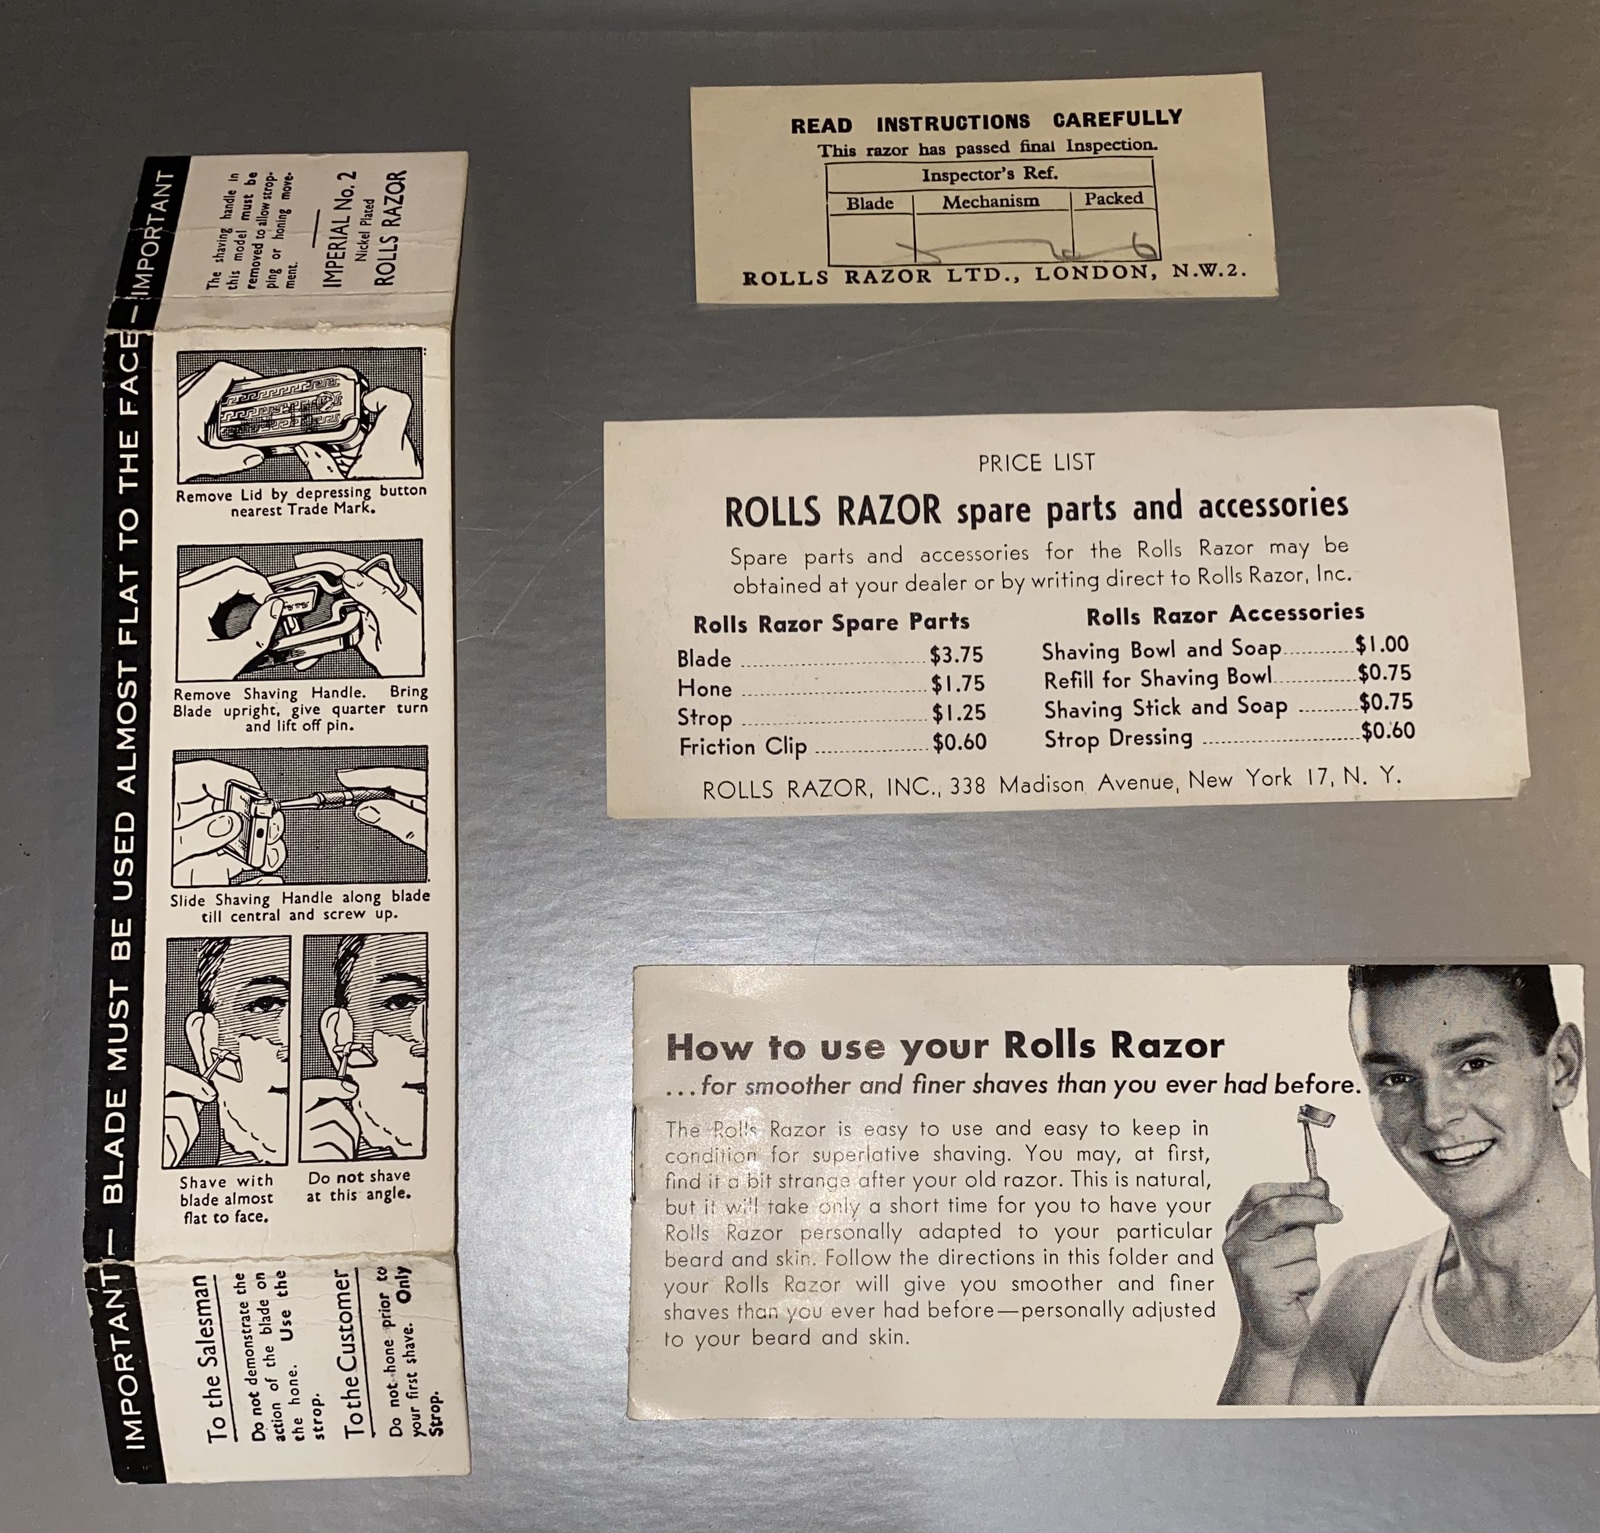 IMPORTANT — BLADE MUST BE USED ALMOST FLAT TO THE FACE — IMPORTANT
The shaving handle in
this model must be
removed to allow strop-
ping or honing move-
ment.
IMPERIAL No. 2
Nickel Plated
ROLLS RAZOR
Remove Lid by depressing button
nearest Trade Mark.
Remove Shaving Handle. Bring
Blade upright, give quarter turn
and lift off pin.
Slide Shaving Handle along blade
till central and screw up.
Shave with
blade almost
flat to face.
Do not shave
at this angle.
To the Salesman
Do not demonstrate the
action of the blade on
the hone. Use the
strop.
To the Customer
Do not hone prior to
your first shave. Only
Strop.
READ INSTRUCTIONS CAREFULLY
This razor has passed final Inspection.
Inspector's Ref.
Blade Mechanism Packed
ROLLS RAZOR LTD., LONDON, N.W.2.
PRICE LIST
ROLLS RAZOR spare parts and accessories
Spare parts and accessories for the Rolls Razor may be
obtained at your dealer or by writing direct to Rolls Razor, Inc.
Rolls Razor Spare Parts
Blade ........................ $3.75
Hone ........................ $1.75
Strop ........................ $1.25
Friction Clip ............... $0.60
Rolls Razor Accessories
Shaving Bowl and Soap.......... $1.00
Refill for Shaving Bowl............ $0.75
Shaving Stick and Soap ........ $0.75
Strop Dressing ...................... $0.60
ROLLS RAZOR, INC., 338 Madison Avenue, New York 17, N. Y.
How to use your Rolls Razor
...for smoother and finer shaves than you ever had before.
The Rolls Razor is easy to use and easy to keep in
condition for superlative shaving. You may, at first,
find it a bit strange after your old razor. This is natural,
but it will take only a short time for you to have your
Rolls Razor personally adapted to your particular
beard and skin. Follow the directions in this folder and
your Rolls Razor will give you smoother and finer
shaves than you ever had before—personally adjusted
to your beard and skin.